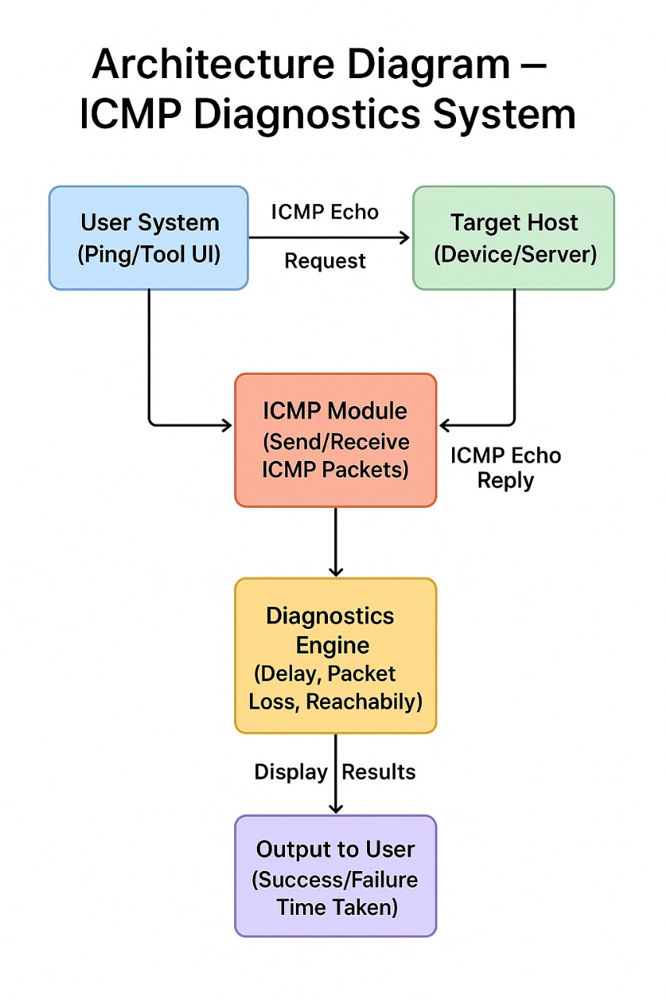 Architecture Diagram –
ICMP Diagnostics System
User System
(Ping/Tool UI)
ICMP Echo
Request
Target Host
(Device/Server)
ICMP Module
(Send/Receive
ICMP Packets)
ICMP Echo
Reply
Diagnostics
Engine
(Delay, Packet
Loss, Reachabily)
Display Results
Output to User
(Success/Failure
Time Taken)